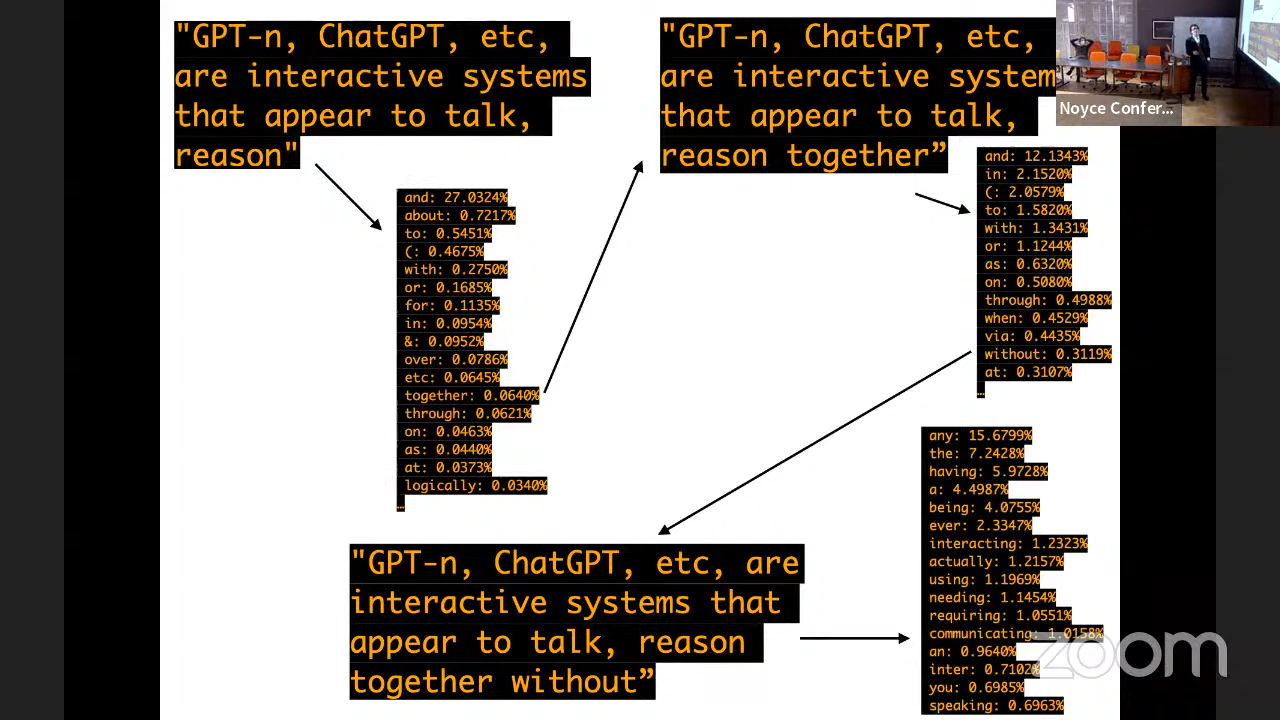 "GPT-n, ChatGPT, etc,
are interactive systems
that appear to talk,
reason"
and: 27.0324%
about: 0.7217%
to: 0.5451%
(: 0.4675%
with: 0.2750%
or: 0.1685%
for: 0.1135%
in: 0.0954%
&: 0.0952%
over: 0.0786%
etc: 0.0645%
together: 0.0640%
through: 0.0621%
on: 0.0463%
as: 0.0440%
at: 0.0373%
logically: 0.0340%
…
"GPT-n, ChatGPT, etc,
are interactive system
that appear to talk,
reason together”
Noyce Confer...
and: 12.1343%
in: 2.1520%
(: 2.0579%
to: 1.5820%
with: 1.3431%
or: 1.1244%
as: 0.6320%
on: 0.5080%
through: 0.4988%
when: 0.4529%
via: 0.4435%
without: 0.3119%
at: 0.3107%
…
"GPT-n, ChatGPT, etc, are
interactive systems that
appear to talk, reason
together without”
any: 15.6799%
the: 7.2428%
having: 5.9728%
a: 4.4987%
being: 4.0755%
ever: 2.3347%
interacting: 1.2323%
actually: 1.2157%
using: 1.1969%
needing: 1.1454%
requiring: 1.0551%
communicating: 1.0158%
an: 0.9640%
inter: 0.7102%
you: 0.6985%
speaking: 0.6963%
zoom